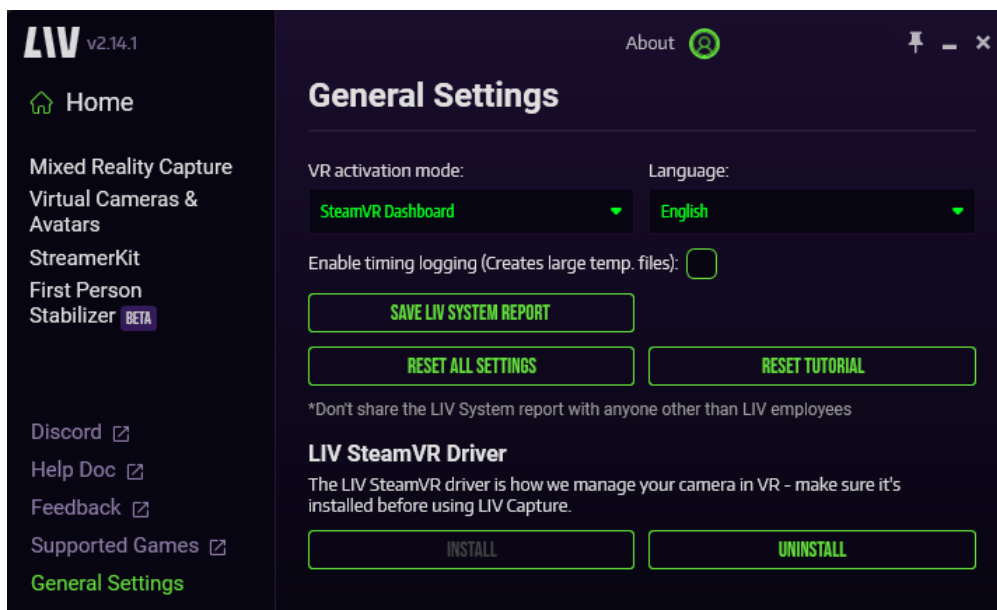 LIV v2.14.1
About
Home
General Settings
Mixed Reality Capture
Virtual Cameras &
Avatars
StreamerKit
First Person
Stabilizer BETA
Discord
Help Doc
Feedback
Supported Games
General Settings
VR activation mode:
Language:
SteamVR Dashboard
English
Enable timing logging (Creates large temp. files):
SAVE LIV SYSTEM REPORT
RESET ALL SETTINGS
RESET TUTORIAL
*Don't share the LIV System report with anyone other than LIV employees
LIV SteamVR Driver
The LIV SteamVR driver is how we manage your camera in VR - make sure it's
installed before using LIV Capture.
INSTALL
UNINSTALL